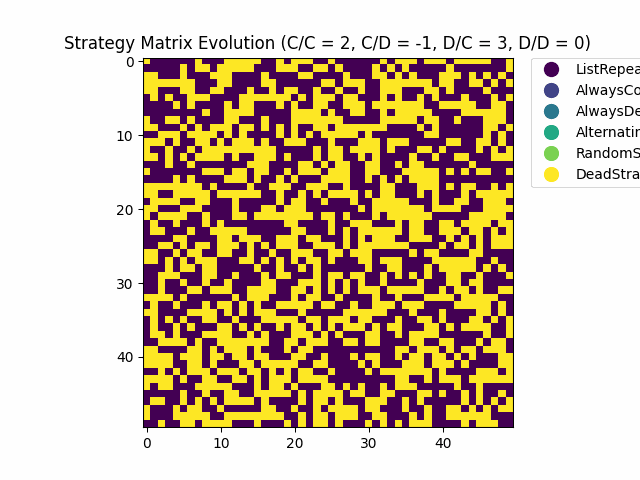 Strategy Matrix Evolution (C/C = 2, C/D = -1, D/C = 3, D/D = 0)
0
10
20
30
40
0 10 20 30 40
ListRepea
AlwaysCo
AlwaysDe
Alternatin
RandomS
DeadStra